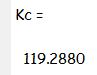 Kc =
119.2880